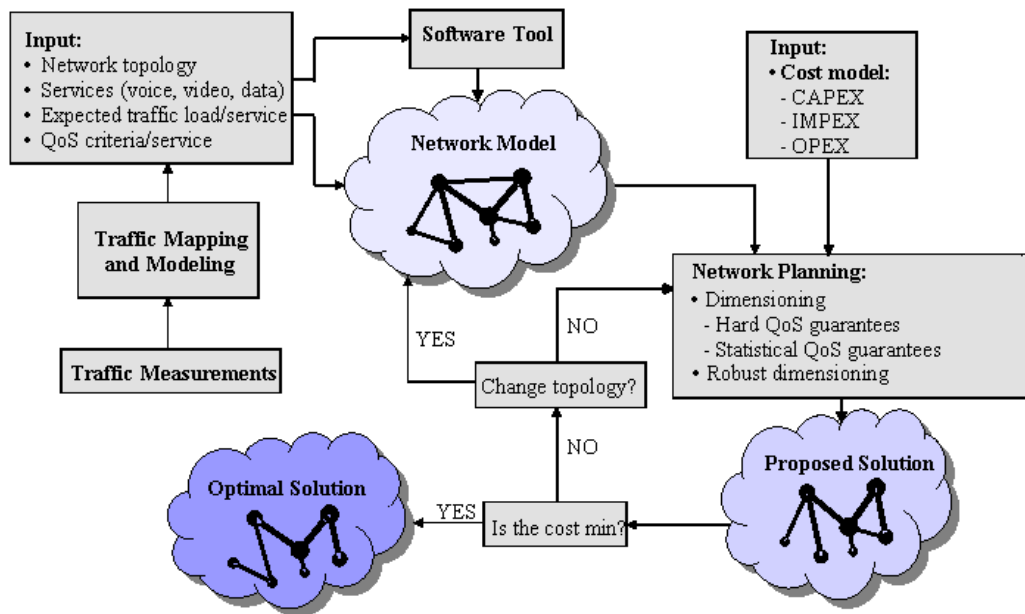 Input:
• Network topology
• Services (voice, video, data)
• Expected traffic load/service
• QoS criteria/service
Software Tool
Input:
• Cost model:
- CAPEX
- IMPEX
- OPEX
Network Model
Traffic Mapping
and Modeling
Traffic Measurements
Network Planning:
• Dimensioning
- Hard QoS guarantees
- Statistical QoS guarantees
• Robust dimensioning
YES
NO
Change topology?
NO
Proposed Solution
Is the cost min?
YES
Optimal Solution